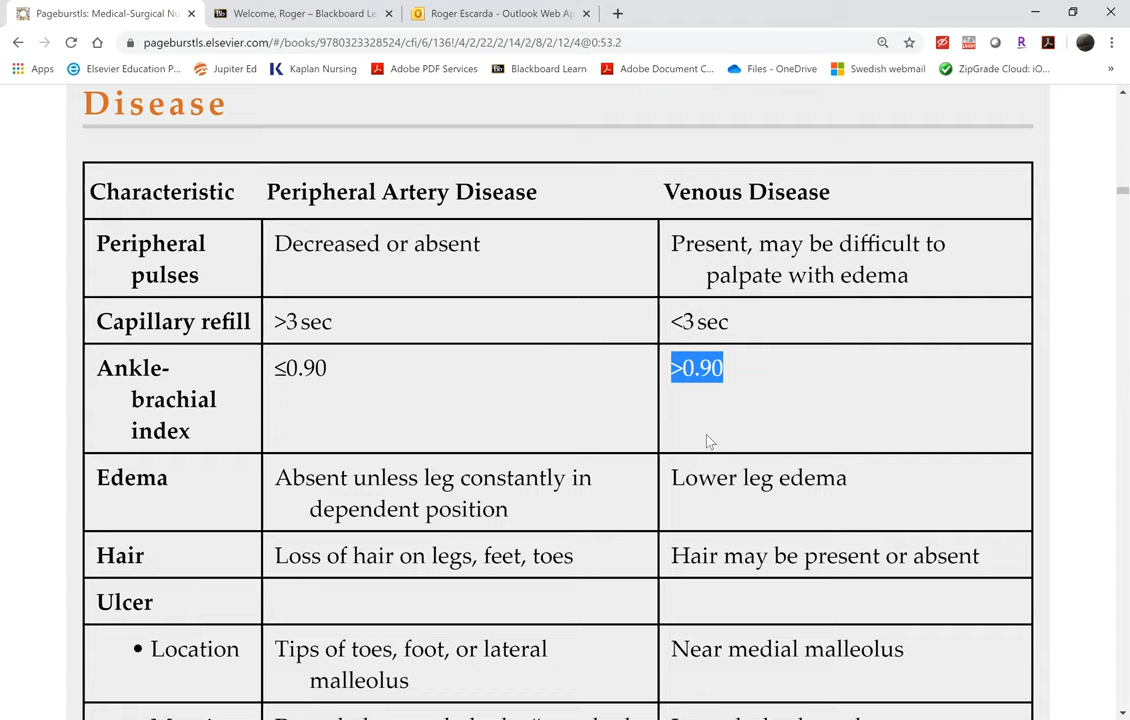 Pageburstls: Medical-Surgical Nu
Welcome, Roger – Blackboard Le
Roger Escarda - Outlook Web Ap
pageburstls.elsevier.com/#/books/9780323328524/cfi/6/136!/4/2/22/2/14/2/8/2/12/4@0:53.2
Apps Elsevier Education P... Jupiter Ed Kaplan Nursing Adobe PDF Services Blackboard Learn Adobe Document C... Files - OneDrive Swedish webmail ZipGrade Cloud: iO... »
Disease
Characteristic Peripheral Artery Disease Venous Disease
Peripheral Decreased or absent Present, may be difficult to
pulses palpate with edema
Capillary refill >3 sec <3 sec
Ankle- ≤0.90 >0.90
brachial
index
Edema Absent unless leg constantly in Lower leg edema
dependent position
Hair Loss of hair on legs, feet, toes Hair may be present or absent
Ulcer
• Location Tips of toes, foot, or lateral Near medial malleolus
malleolus